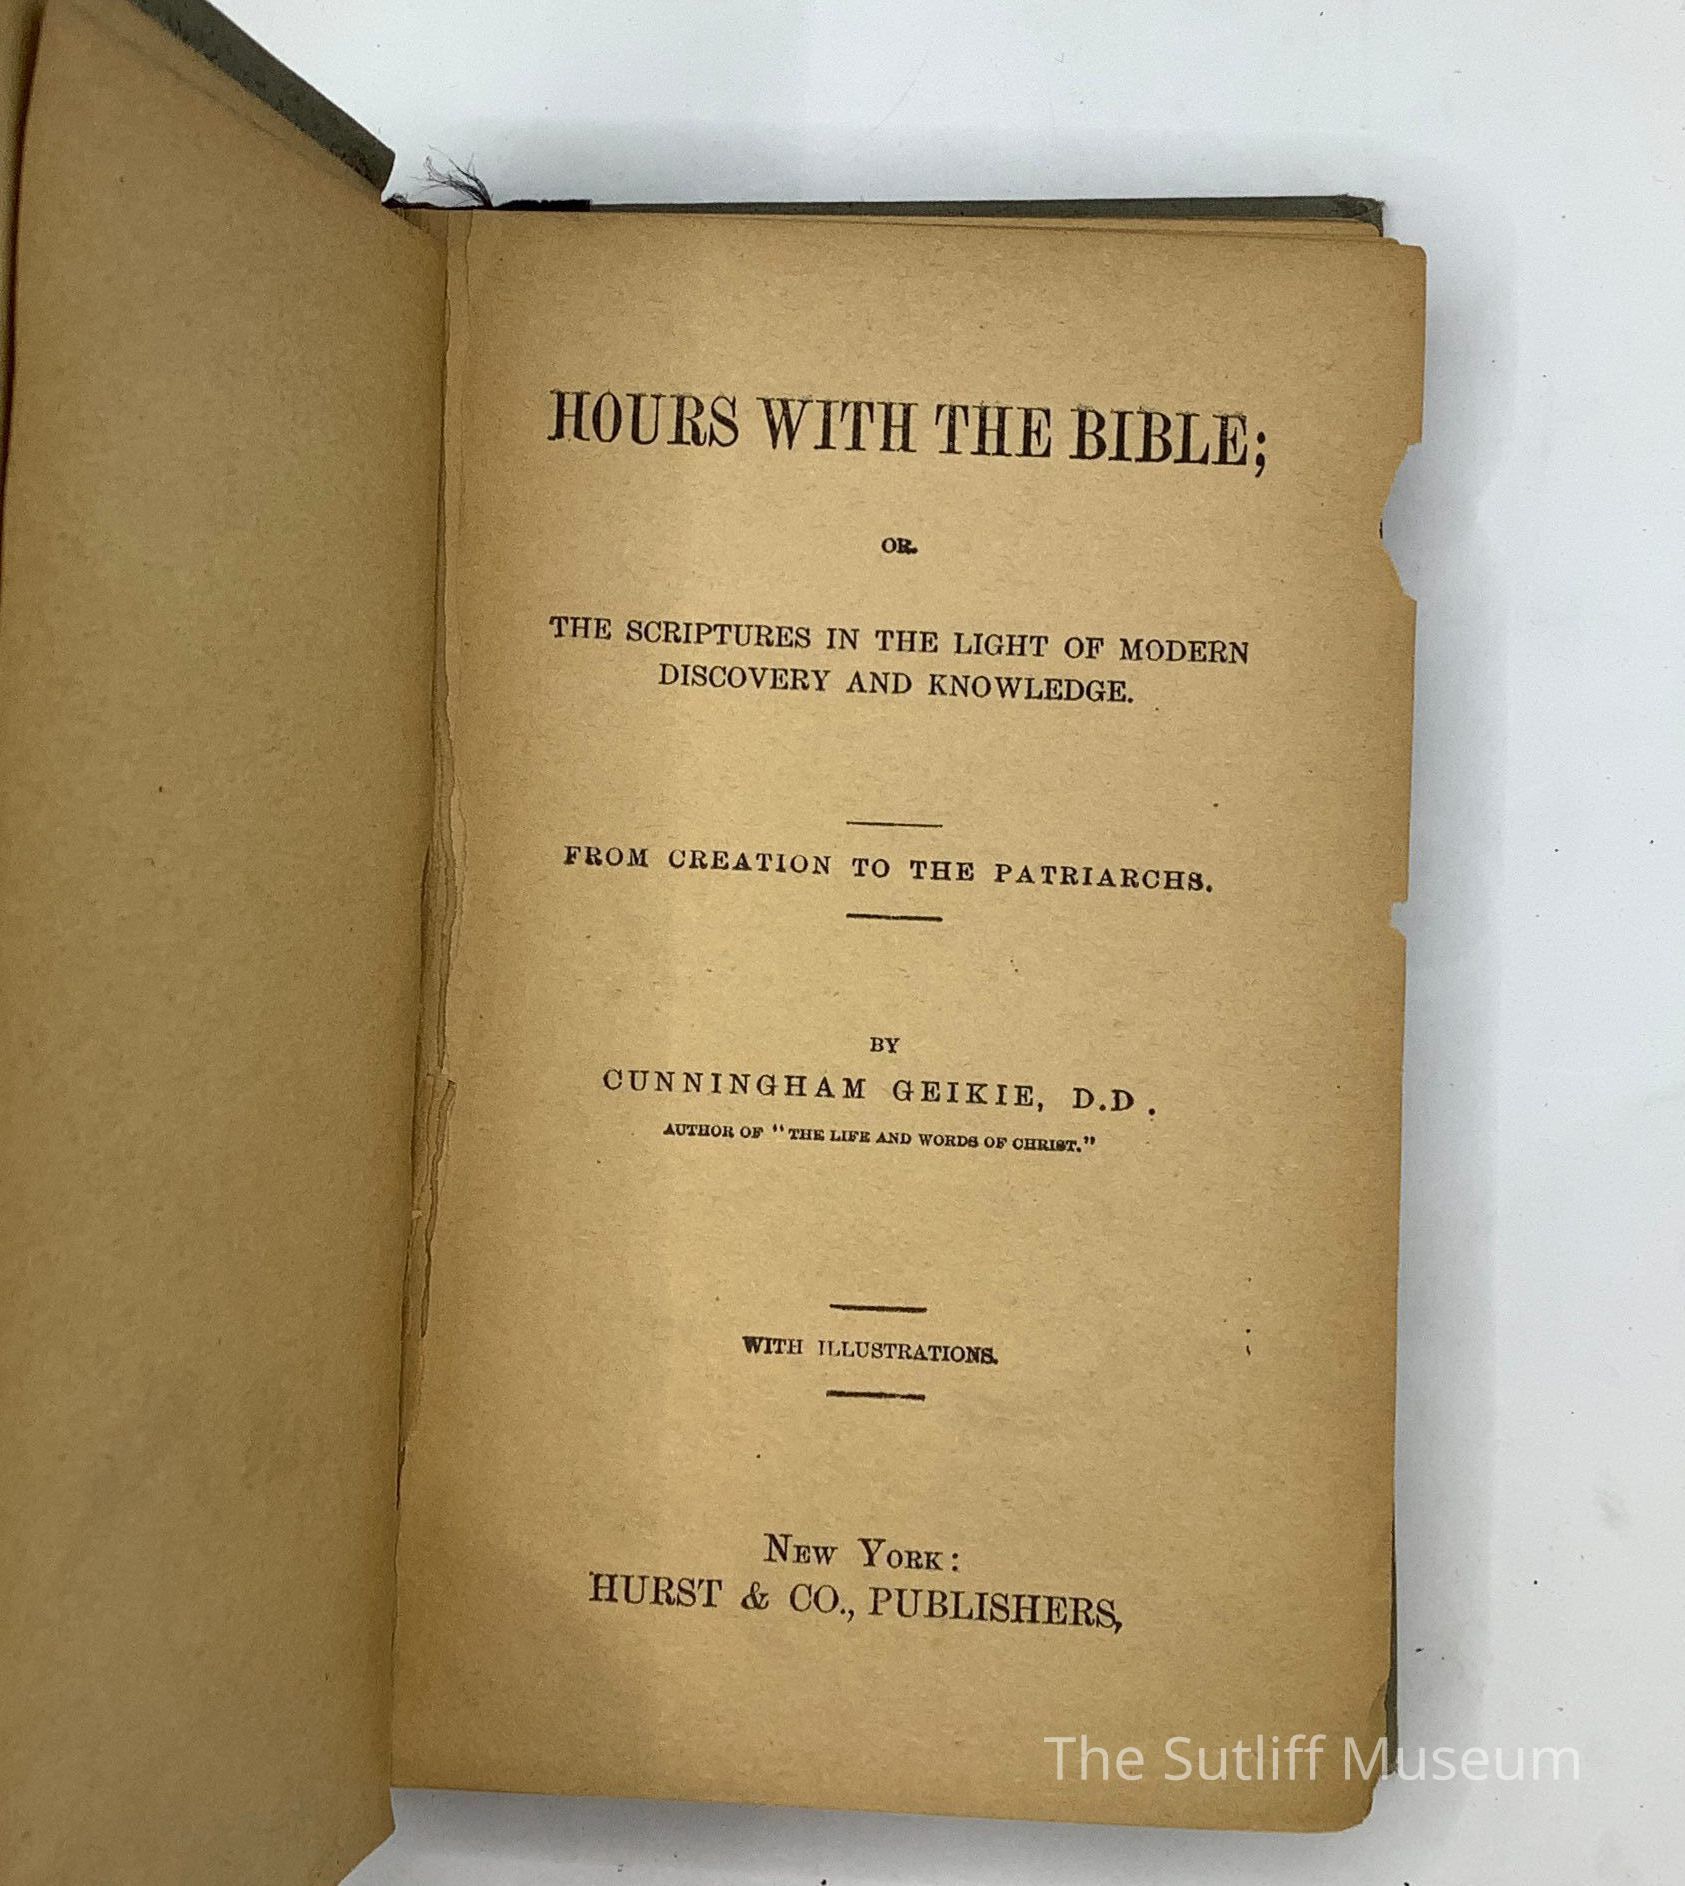 HOURS WITH THE BIBLE;
OR.
THE SCRIPTURES IN THE LIGHT OF MODERN
DISCOVERY AND KNOWLEDGE.
FROM CREATION TO THE PATRIARCHS.
BY
CUNNINGHAM GEIKIE, D.D.
AUTHOR OF "THE LIFE AND WORDS OF CHRIST."
WITH ILLUSTRATIONS.
NEW YORK:
HURST & CO., PUBLISHERS,
The Sutliff Museum